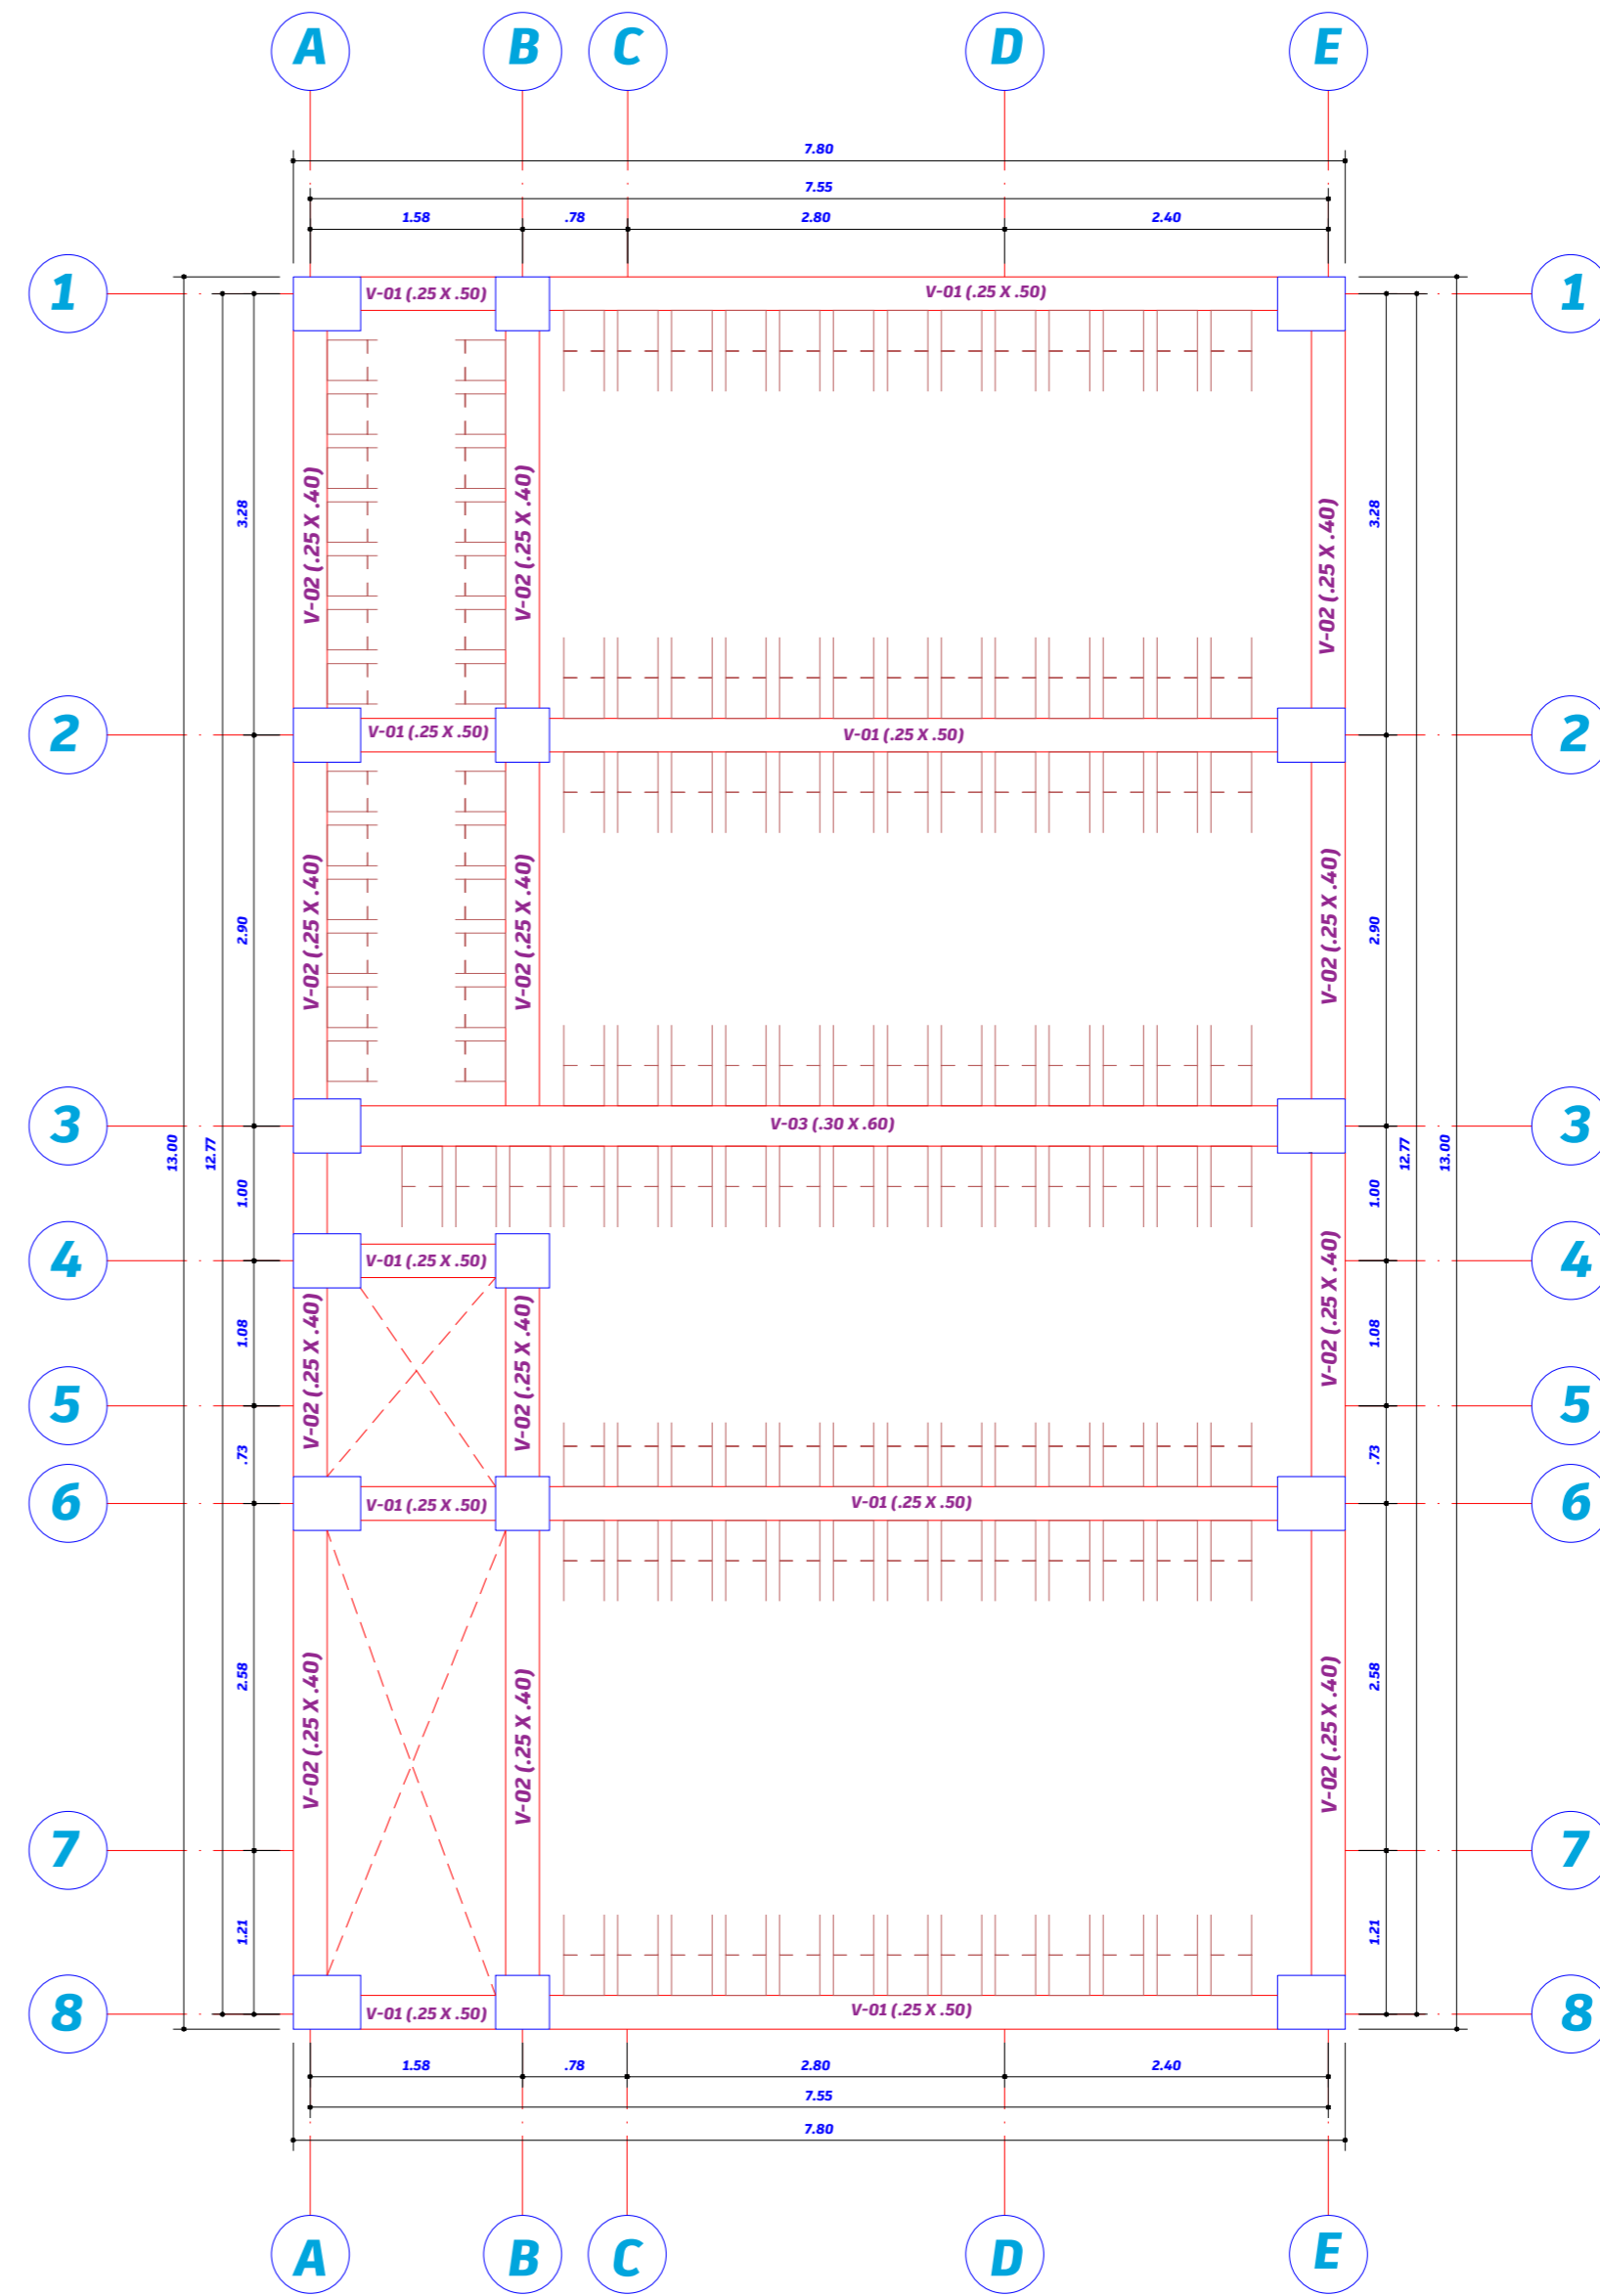 A B C D E
7.80
7.55
1.58 .78 2.80 2.40
1 V-01 (.25 X .50) V-01 (.25 X .50) 1
3.28 V-02 (.25 X .40) V-02 (.25 X .40) V-02 (.25 X .40) 3.28
2 V-01 (.25 X .50) V-01 (.25 X .50) 2
2.90 V-02 (.25 X .40) V-02 (.25 X .40) V-02 (.25 X .40) 2.90
3 V-03 (.30 X .60) 3
13.00 12.77 1.00 1.00 12.77 13.00
4 V-01 (.25 X .50) 4
1.08 V-02 (.25 X .40) V-02 (.25 X .40) V-02 (.25 X .40) 1.08
5 5
.73 .73
6 V-01 (.25 X .50) V-01 (.25 X .50) 6
2.58 V-02 (.25 X .40) V-02 (.25 X .40) V-02 (.25 X .40) 2.58
7 7
1.21 1.21
8 V-01 (.25 X .50) V-01 (.25 X .50) 8
1.58 .78 2.80 2.40
7.55
7.80
A B C D E